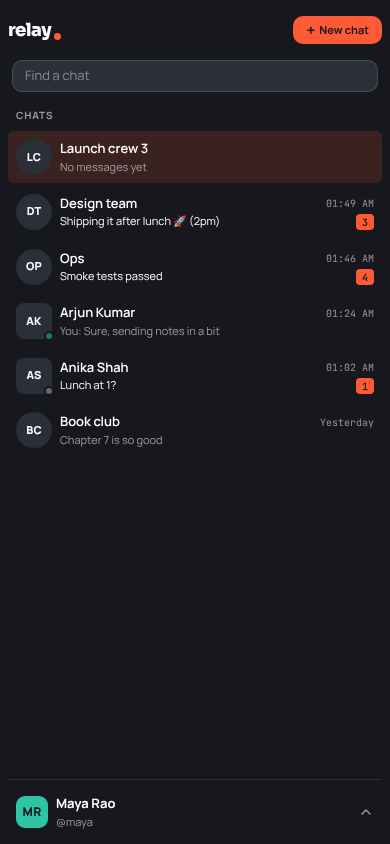 relay.
+ New chat
Find a chat
CHATS
LC
Launch crew 3
No messages yet
DT
Design team
01:49 AM
Shipping it after lunch 🚀 (2pm)
3
OP
Ops
01:46 AM
Smoke tests passed
4
AK
Arjun Kumar
01:24 AM
You: Sure, sending notes in a bit
AS
Anika Shah
01:02 AM
Lunch at 1?
1
BC
Book club
Yesterday
Chapter 7 is so good
MR
Maya Rao
@maya